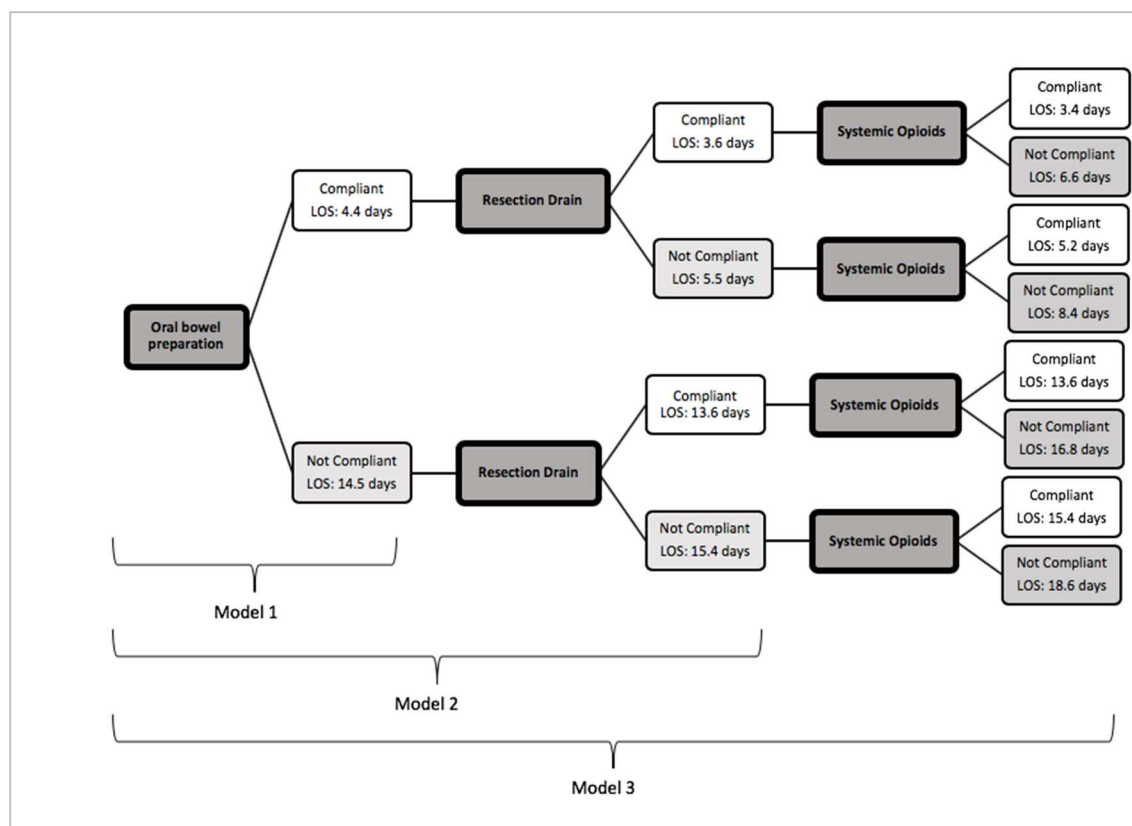 Oral bowel
preparation
Compliant
LOS: 4.4 days
Not Compliant
LOS: 14.5 days
Resection Drain
Resection Drain
Compliant
LOS: 3.6 days
Not Compliant
LOS: 5.5 days
Compliant
LOS: 13.6 days
Not Compliant
LOS: 15.4 days
Systemic Opioids
Systemic Opioids
Systemic Opioids
Systemic Opioids
Compliant
LOS: 3.4 days
Not Compliant
LOS: 6.6 days
Compliant
LOS: 5.2 days
Not Compliant
LOS: 8.4 days
Compliant
LOS: 13.6 days
Not Compliant
LOS: 16.8 days
Compliant
LOS: 15.4 days
Not Compliant
LOS: 18.6 days
Model 1
Model 2
Model 3